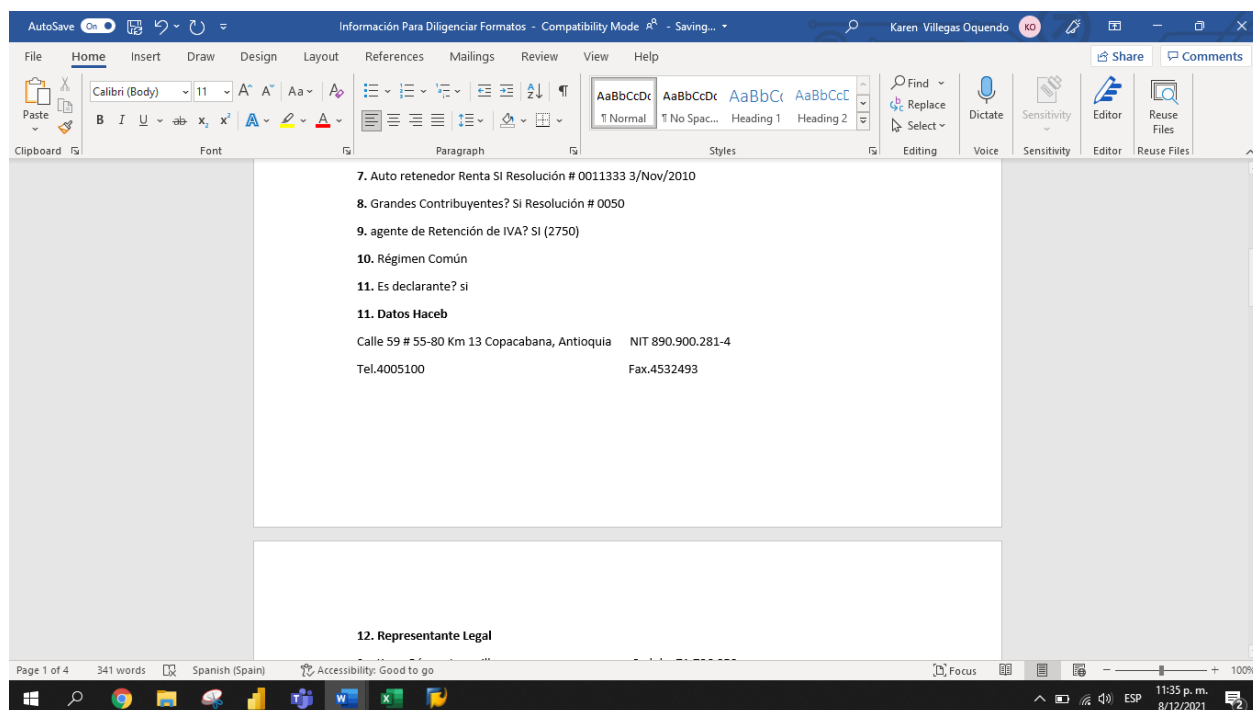 AutoSave On Información Para Diligenciar Formatos - Compatibility Mode - Saving... Karen Villegas Oquendo KO
File Home Insert Draw Design Layout References Mailings Review View Help Share Comments
Paste Calibri (Body) 11 Aa AaBbCcDc AaBbCcDc AaBbCc AaBbCcD Find Replace Select Dictate Sensitivity Editor Reuse Files
B I U ab x₂ x² A A ¶ Normal ¶ No Spac... Heading 1 Heading 2
Clipboard Font Paragraph Styles Editing Voice Sensitivity Editor Reuse Files
7. Auto retenedor Renta SI Resolución # 0011333 3/Nov/2010
8. Grandes Contribuyentes? Si Resolución # 0050
9. agente de Retención de IVA? SI (2750)
10. Régimen Común
11. Es declarante? si
11. Datos Haceb
Calle 59 # 55-80 Km 13 Copacabana, Antioquia NIT 890.900.281-4
Tel.4005100 Fax.4532493
12. Representante Legal
Page 1 of 4 341 words Spanish (Spain) Accessibility: Good to go Focus 100%
ESP 11:35 p. m.
8/12/2021